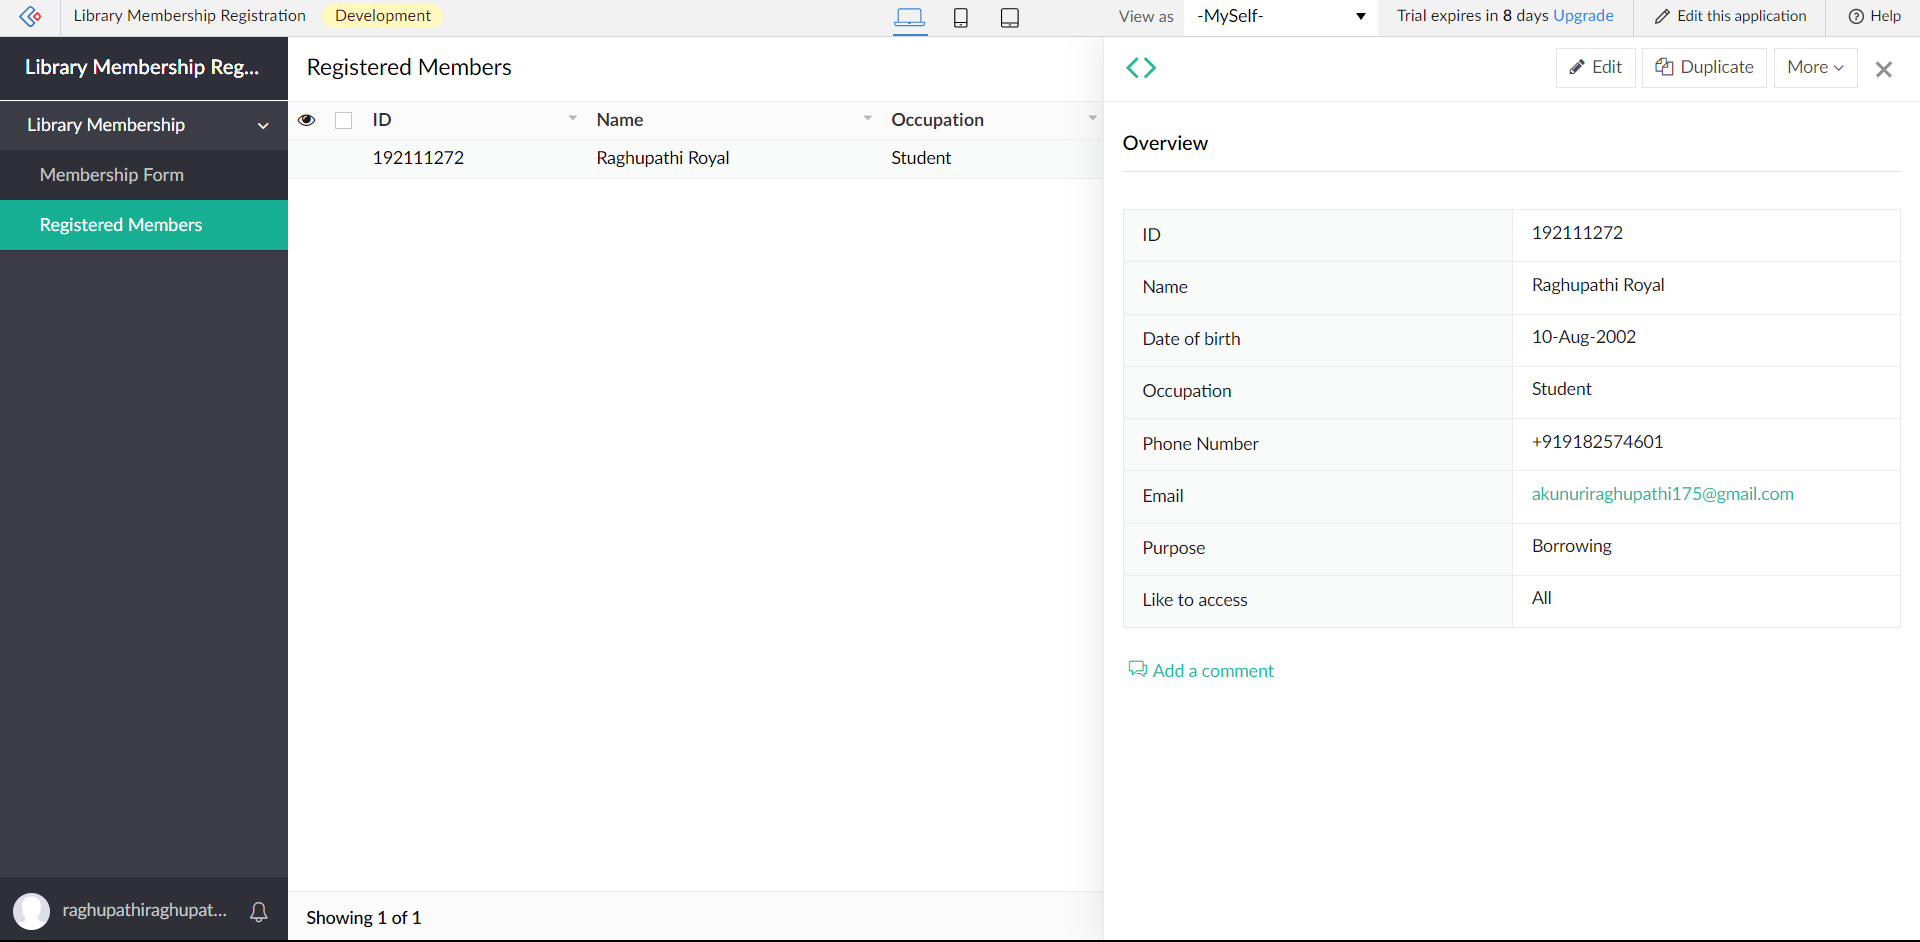 Library Membership Registration Development View as -MySelf- Trial expires in 8 days Upgrade Edit this application Help
Library Membership Reg...
Library Membership
Membership Form
Registered Members
raghupathiraghupat...
Registered Members
ID Name Occupation
192111272 Raghupathi Royal Student
Showing 1 of 1
Edit Duplicate More
Overview
ID 192111272
Name Raghupathi Royal
Date of birth 10-Aug-2002
Occupation Student
Phone Number +919182574601
Email akunuriraghupathi175@gmail.com
Purpose Borrowing
Like to access All
Add a comment